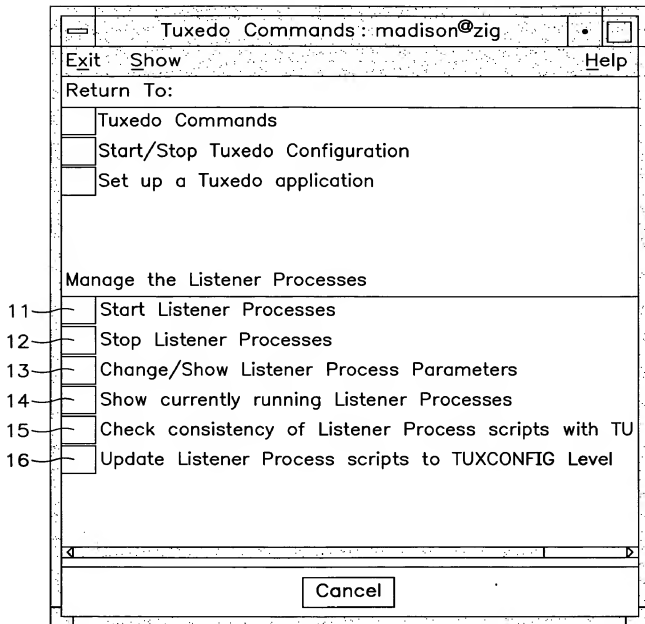 Tuxedo Commands: madison@zig
Exit Show Help
Return To:
Tuxedo Commands
Start/Stop Tuxedo Configuration
Set up a Tuxedo application
Manage the Listener Processes
11 Start Listener Processes
12 Stop Listener Processes
13 Change/Show Listener Process Parameters
14 Show currently running Listener Processes
15 Check consistency of Listener Process scripts with TU
16 Update Listener Process scripts to TUXCONFIG Level
Cancel